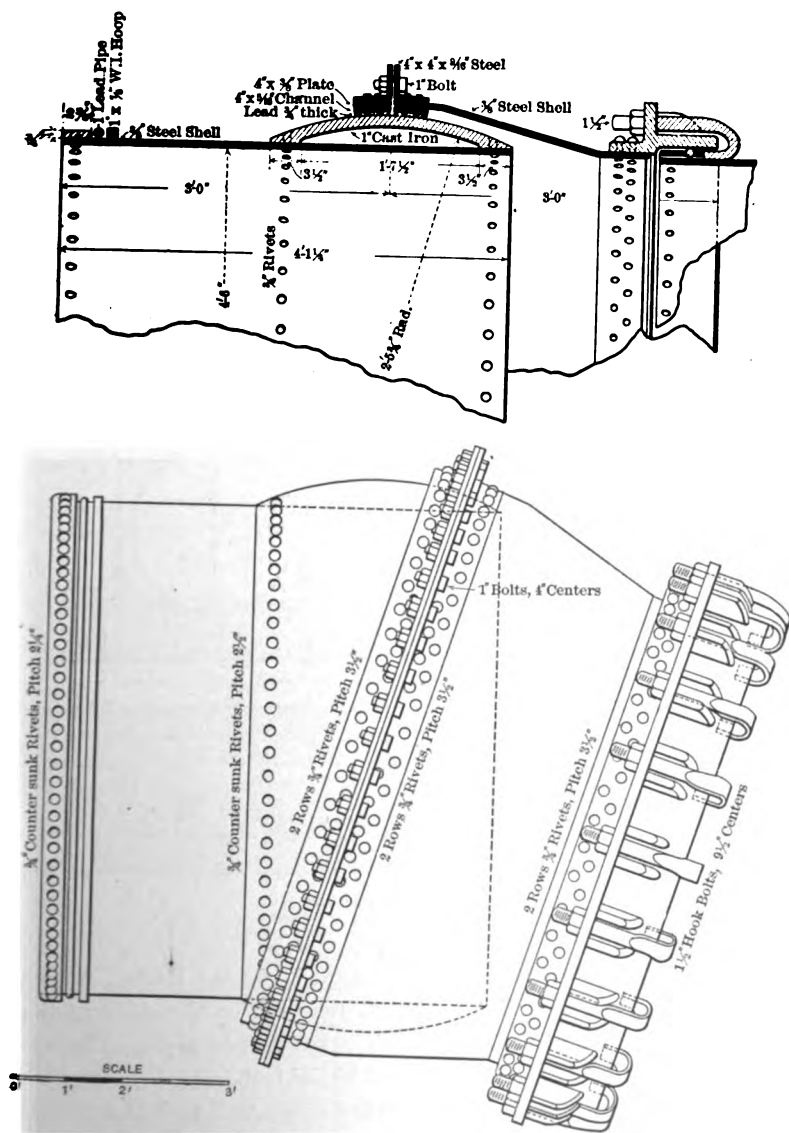 4" x 4" x 5/16" Steel
1" Bolt
4" x 3/8" Plate
4" x 5/16" Channel
Lead 3/4" thick
1" Cast Iron
3/8" Steel Shell
1½"
1" Lead Pipe
x ⅛" W.I. Hoop
3/8" Steel Shell
3'-0"
3½"
1'-7½"
3½"
3'-0"
4'-1⅛"
4'-6"
¾" Rivets
2'-5¾" Rad.
1" Bolts, 4" Centers
¾" Counter sunk Rivets, Pitch 2¼"
¾" Counter sunk Rivets, Pitch 2½"
2 Rows ¾" Rivets, Pitch 3½"
2 Rows ¾" Rivets, Pitch 3½"
2 Rows ¾" Rivets, Pitch 3½"
1½" Hook Bolts, 9½" Centers
SCALE
0' 1' 2' 3'